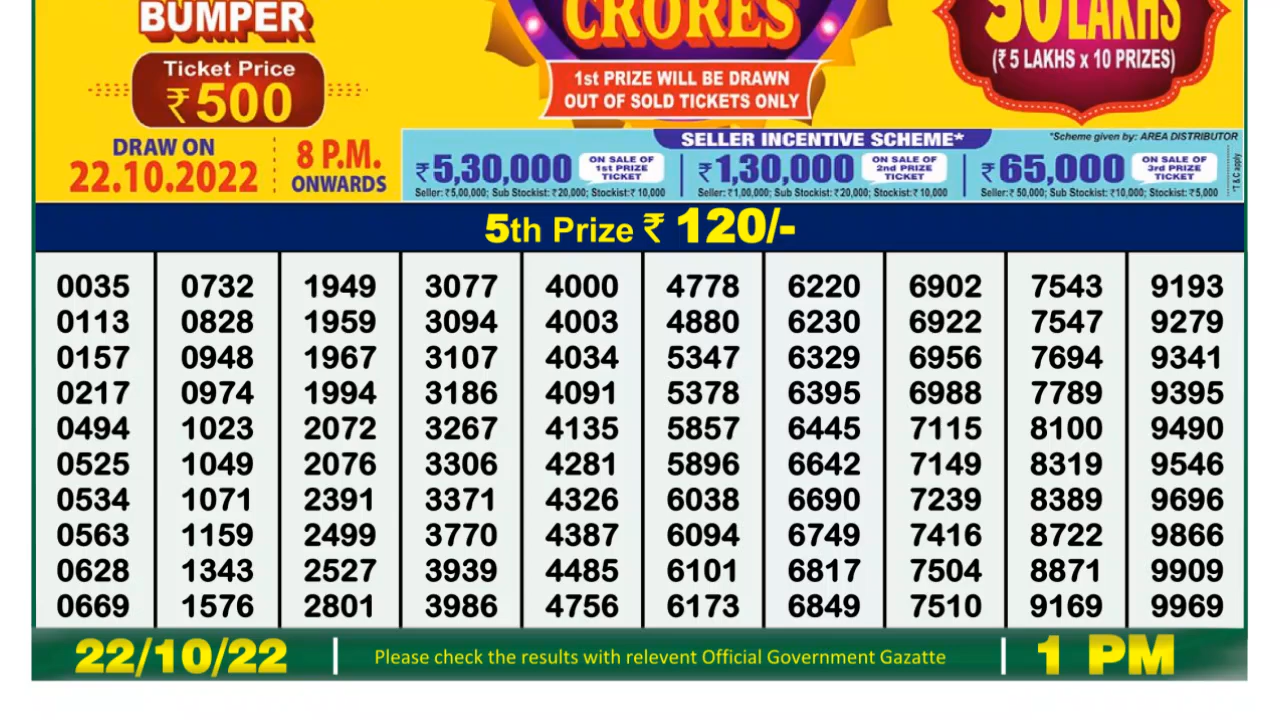 BUMPER
Ticket Price
₹500
DRAW ON
22.10.2022
8 P.M.
ONWARDS
CRORES
1st PRIZE WILL BE DRAWN
OUT OF SOLD TICKETS ONLY
50 LAKHS
(₹ 5 LAKHS x 10 PRIZES)
SELLER INCENTIVE SCHEME*
*Scheme given by: AREA DISTRIBUTOR
₹5,30,000 ON SALE OF 1st PRIZE TICKET
Seller: ₹5,00,000; Sub Stockist: ₹20,000; Stockist: ₹ 10,000
₹1,30,000 ON SALE OF 2nd PRIZE TICKET
Seller: ₹1,00,000; Sub Stockist: ₹20,000; Stockist: ₹ 10,000
₹65,000 ON SALE OF 3rd PRIZE TICKET
Seller: ₹ 50,000; Sub Stockist: ₹10,000; Stockist: ₹5,000
*T & C apply
5th Prize ₹ 120/-
0035 0732 1949 3077 4000 4778 6220 6902 7543 9193
0113 0828 1959 3094 4003 4880 6230 6922 7547 9279
0157 0948 1967 3107 4034 5347 6329 6956 7694 9341
0217 0974 1994 3186 4091 5378 6395 6988 7789 9395
0494 1023 2072 3267 4135 5857 6445 7115 8100 9490
0525 1049 2076 3306 4281 5896 6642 7149 8319 9546
0534 1071 2391 3371 4326 6038 6690 7239 8389 9696
0563 1159 2499 3770 4387 6094 6749 7416 8722 9866
0628 1343 2527 3939 4485 6101 6817 7504 8871 9909
0669 1576 2801 3986 4756 6173 6849 7510 9169 9969
22/10/22 | Please check the results with relevent Official Government Gazatte | 1 PM